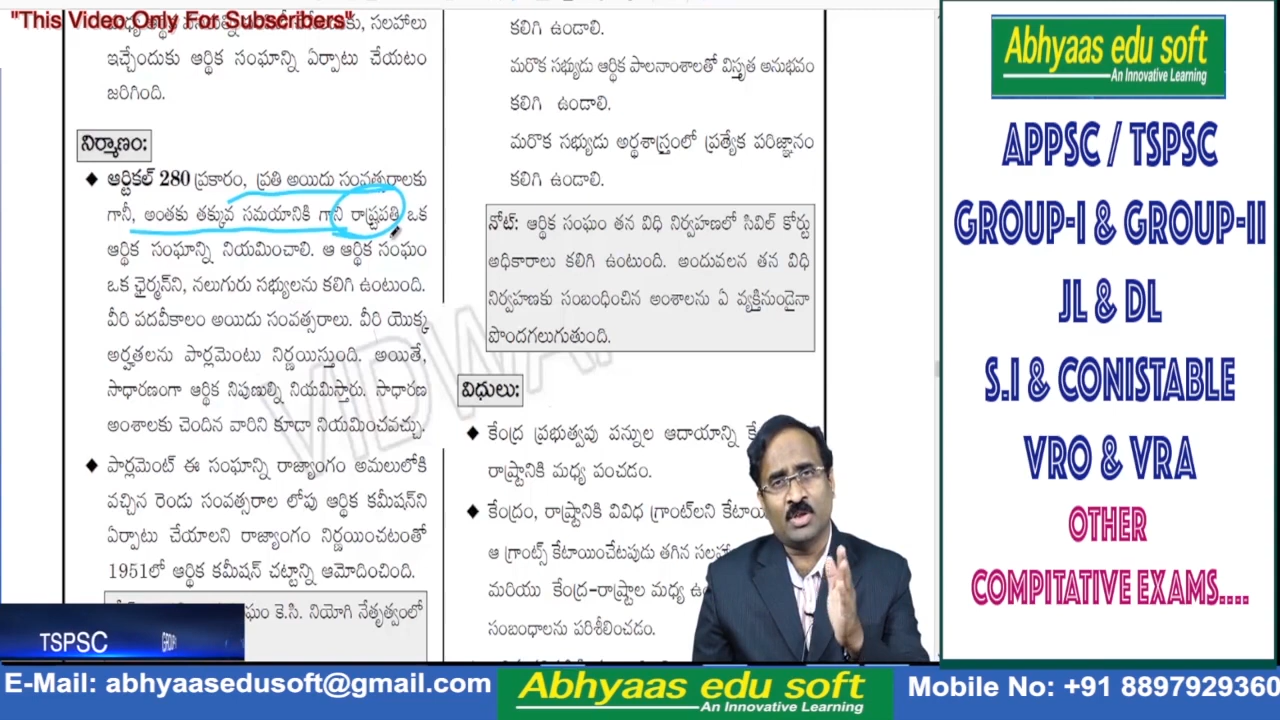 "This Video Only For Subscribers"
ఇచ్చేందుకు ఆర్థిక సంఘాన్ని ఏర్పాటు చేయటం
జరిగింది.
నిర్మాణం:
◆ ఆర్టికల్ 280 ప్రకారం, ప్రతి అయిదు సంవత్సరాలకు
గానీ, అంతకు తక్కువ సమయానికి గాని రాష్ట్రపతి ఒక
ఆర్థిక సంఘాన్ని నియమించాలి. ఆ ఆర్థిక సంఘం
ఒక ఛైర్మన్‌ని, నలుగురు సభ్యులను కలిగి ఉంటుంది.
వీరి పదవీకాలం అయిదు సంవత్సరాలు. వీరి యొక్క
అర్హతలను పార్లమెంటు నిర్ణయిస్తుంది. అయితే,
సాధారణంగా ఆర్థిక నిపుణుల్ని నియమిస్తారు. సాధారణ
అంశాలకు చెందిన వారిని కూడా నియమించవచ్చు.
◆ పార్లమెంట్ ఈ సంఘాన్ని రాజ్యాంగం అమలులోకి
వచ్చిన రెండు సంవత్సరాల లోపు ఆర్థిక కమీషన్‌ని
ఏర్పాటు చేయాలని రాజ్యాంగం నిర్ణయించటంతో
1951లో ఆర్థిక కమీషన్ చట్టాన్ని ఆమోదించింది.
కె.సి. నియోగి నేతృత్వంలో
కలిగి ఉండాలి.
మరొక సభ్యుడు ఆర్థిక పాలనాంశాలతో విస్తృత అనుభవం
కలిగి ఉండాలి.
మరొక సభ్యుడు అర్థశాస్త్రంలో ప్రత్యేక పరిజ్ఞానం
కలిగి ఉండాలి.
నోట్: ఆర్థిక సంఘం తన విధి నిర్వహణలో సివిల్ కోర్టు
అధికారాలు కలిగి ఉంటుంది. అందువలన తన విధి
నిర్వహణకు సంబంధించిన అంశాలను ఏ వ్యక్తినుండైనా
పొందగలుగుతుంది.
విధులు:
◆ కేంద్ర ప్రభుత్వపు పన్నుల ఆదాయాన్ని
రాష్ట్రానికి మధ్య పంచడం.
◆ కేంద్రం, రాష్ట్రానికి వివిధ గ్రాంట్‌లని
ఆ గ్రాంట్స్ కేటాయించేటపుడు తగిన
మరియు కేంద్ర-రాష్ట్రాల మధ్య
సంబంధాలను పరిశీలించడం.
TSPSC
Abhyaas edu soft
An Innovative Learning
APPSC / TSPSC
GROUP-I & GROUP-II
JL & DL
S.I & CONISTABLE
VRO & VRA
OTHER
COMPITATIVE EXAMS....
E-Mail: abhyaasedusoft@gmail.com
Abhyaas edu soft
An Innovative Learning
Mobile No: +91 8897929360